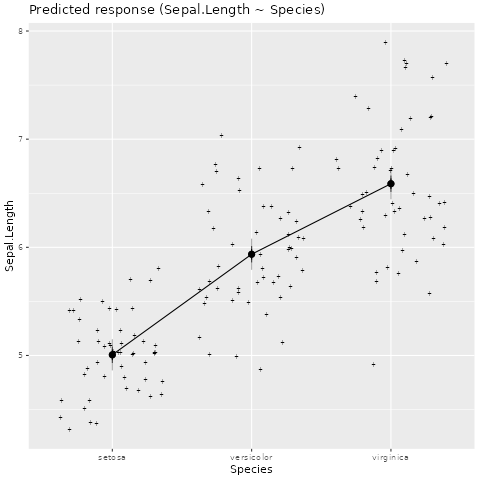 Predicted response (Sepal.Length ~ Species)
8
7
6
5
Sepal.Length
setosa versicolor virginica
Species